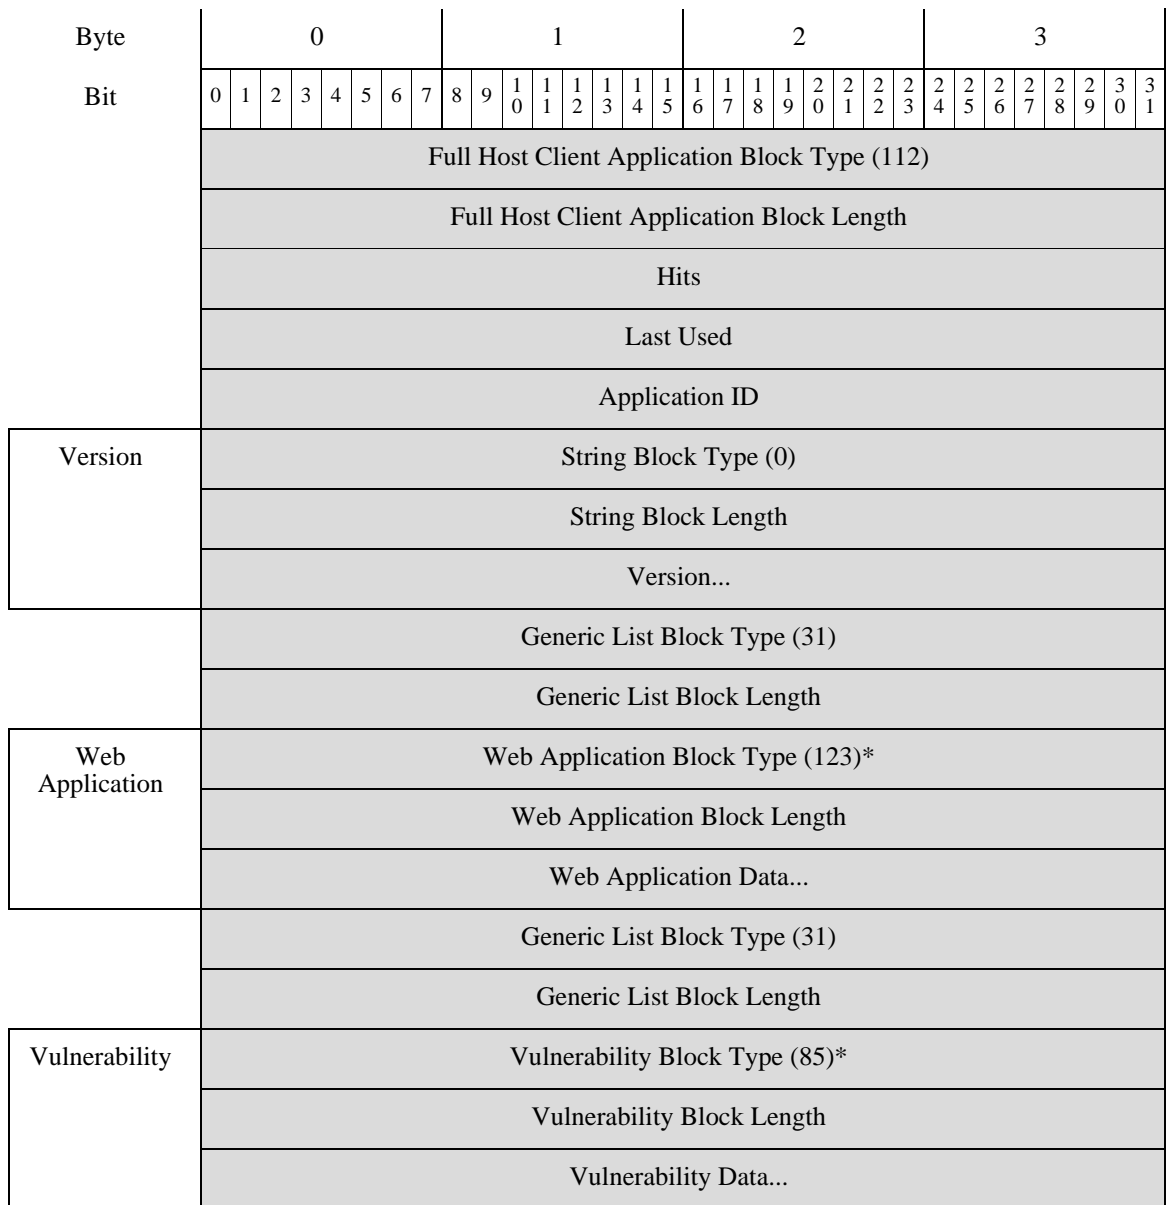 Byte 0 1 2 3
Bit 0 1 2 3 4 5 6 7 8 9 10 11 12 13 14 15 16 17 18 19 20 21 22 23 24 25 26 27 28 29 30 31
Full Host Client Application Block Type (112)
Full Host Client Application Block Length
Hits
Last Used
Application ID
Version String Block Type (0)
String Block Length
Version...
Generic List Block Type (31)
Generic List Block Length
Web
Application
Web Application Block Type (123)*
Web Application Block Length
Web Application Data...
Generic List Block Type (31)
Generic List Block Length
Vulnerability Vulnerability Block Type (85)*
Vulnerability Block Length
Vulnerability Data...